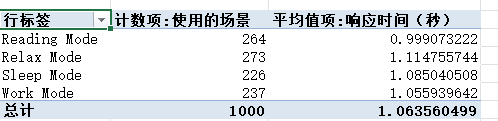 行标签 计数项:使用的场景 平均值项:响应时间（秒）
Reading Mode 264 0.999073222
Relax Mode 273 1.114755744
Sleep Mode 226 1.085040508
Work Mode 237 1.055939642
总计 1000 1.063560499